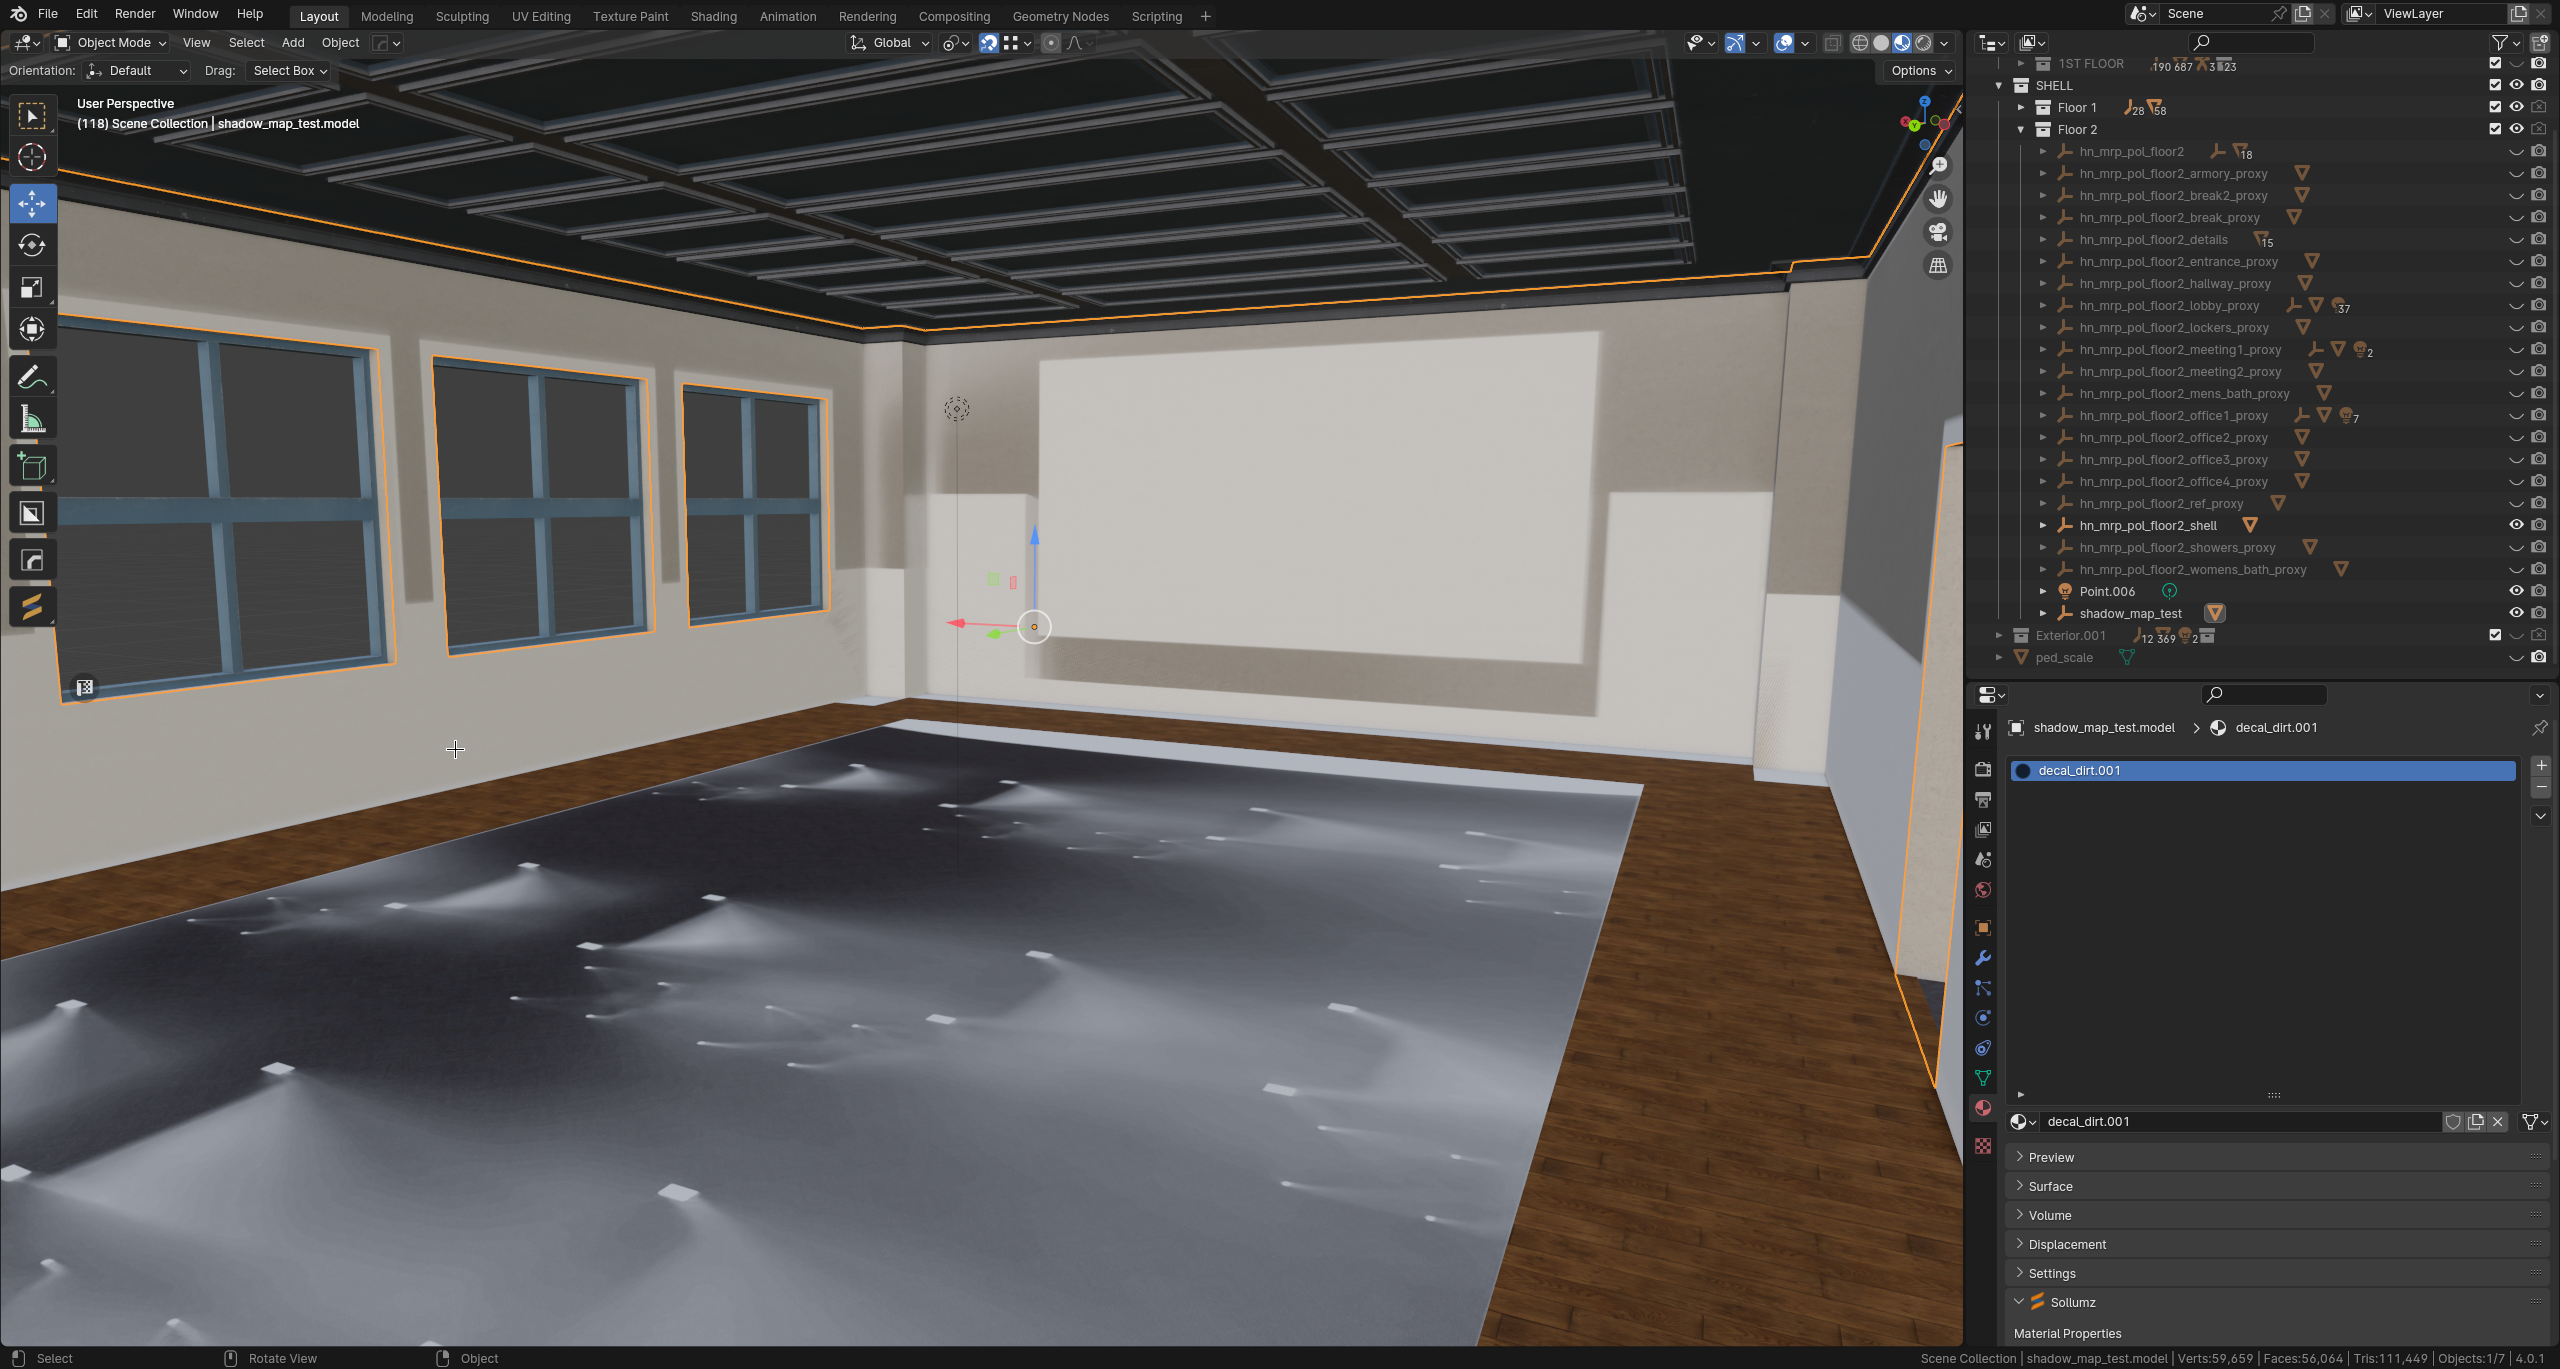 File Edit Render Window Help Layout Modeling Sculpting UV Editing Texture Paint Shading Animation Rendering Compositing Geometry Nodes Scripting + Scene ViewLayer
Object Mode View Select Add Object Global
Orientation: Default Drag: Select Box Options
User Perspective
(118) Scene Collection | shadow_map_test.model
1ST FLOOR 190 687 3 123
SHELL
Floor 1 28 58
Floor 2
hn_mrp_pol_floor2 18
hn_mrp_pol_floor2_armory_proxy
hn_mrp_pol_floor2_break2_proxy
hn_mrp_pol_floor2_break_proxy
hn_mrp_pol_floor2_details 15
hn_mrp_pol_floor2_entrance_proxy
hn_mrp_pol_floor2_hallway_proxy
hn_mrp_pol_floor2_lobby_proxy 37
hn_mrp_pol_floor2_lockers_proxy
hn_mrp_pol_floor2_meeting1_proxy 2
hn_mrp_pol_floor2_meeting2_proxy
hn_mrp_pol_floor2_mens_bath_proxy
hn_mrp_pol_floor2_office1_proxy 7
hn_mrp_pol_floor2_office2_proxy
hn_mrp_pol_floor2_office3_proxy
hn_mrp_pol_floor2_office4_proxy
hn_mrp_pol_floor2_ref_proxy
hn_mrp_pol_floor2_shell
hn_mrp_pol_floor2_showers_proxy
hn_mrp_pol_floor2_womens_bath_proxy
Point.006
shadow_map_test
Exterior.001 12 369 2
ped_scale
shadow_map_test.model > decal_dirt.001
decal_dirt.001
decal_dirt.001
Preview
Surface
Volume
Displacement
Settings
Sollumz
Material Properties
Select Rotate View Object Scene Collection | shadow_map_test.model | Verts:59,659 | Faces:56,064 | Tris:111,449 | Objects:1/7 | 4.0.1